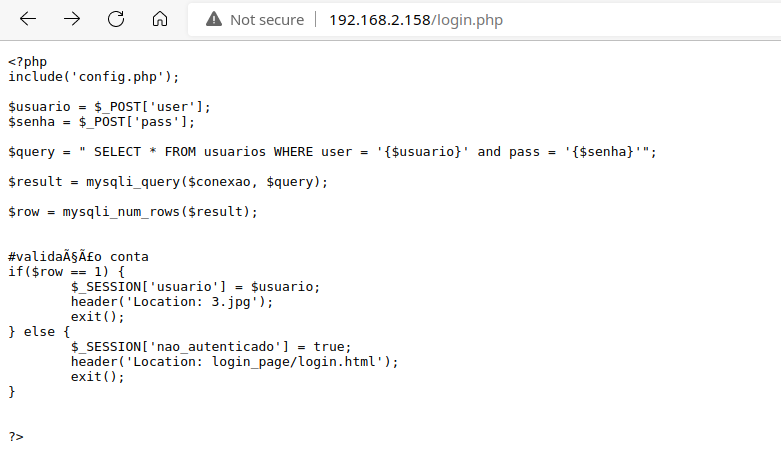 Not secure | 192.168.2.158/login.php
<?php
include('config.php');
$usuario = $_POST['user'];
$senha = $_POST['pass'];
$query = " SELECT * FROM usuarios WHERE user = '{$usuario}' and pass = '{$senha}'";
$result = mysqli_query($conexao, $query);
$row = mysqli_num_rows($result);
#validaÃ§Ã£o conta
if($row == 1) {
        $_SESSION['usuario'] = $usuario;
        header('Location: 3.jpg');
        exit();
} else {
        $_SESSION['nao_autenticado'] = true;
        header('Location: login_page/login.html');
        exit();
}
?>